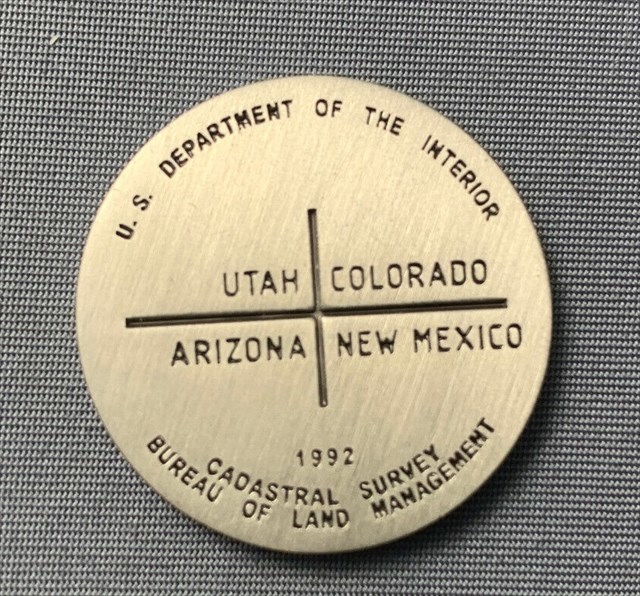 U.S. DEPARTMENT OF THE INTERIOR
UTAH COLORADO
ARIZONA NEW MEXICO
1992
CADASTRAL SURVEY
BUREAU OF LAND MANAGEMENT